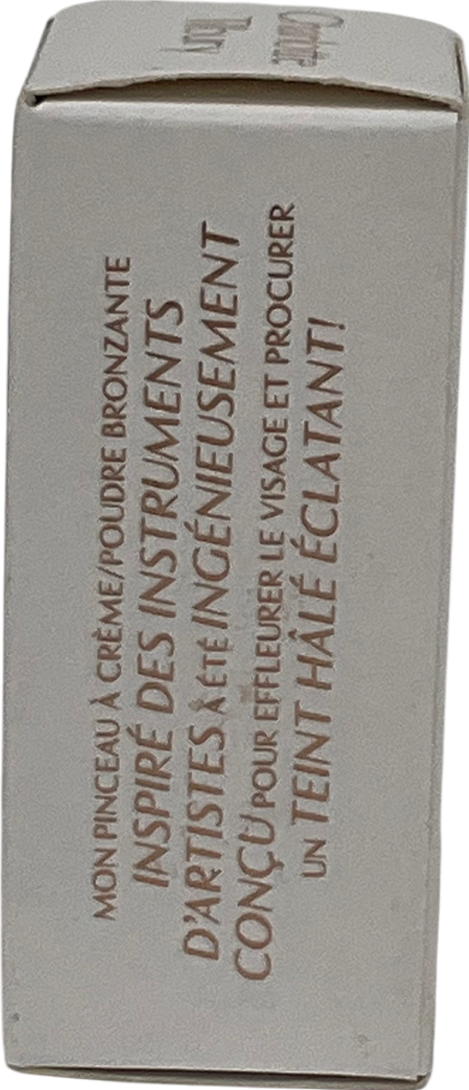 MON PINCEAU À CRÈME/POUDRE BRONZANTE
INSPIRÉ DES INSTRUMENTS
D'ARTISTES À ÉTÉ INGÉNIEUSEMENT
CONÇU POUR EFFLEURER LE VISAGE ET PROCURER
UN TEINT HÂLÉ ÉCLATANT!